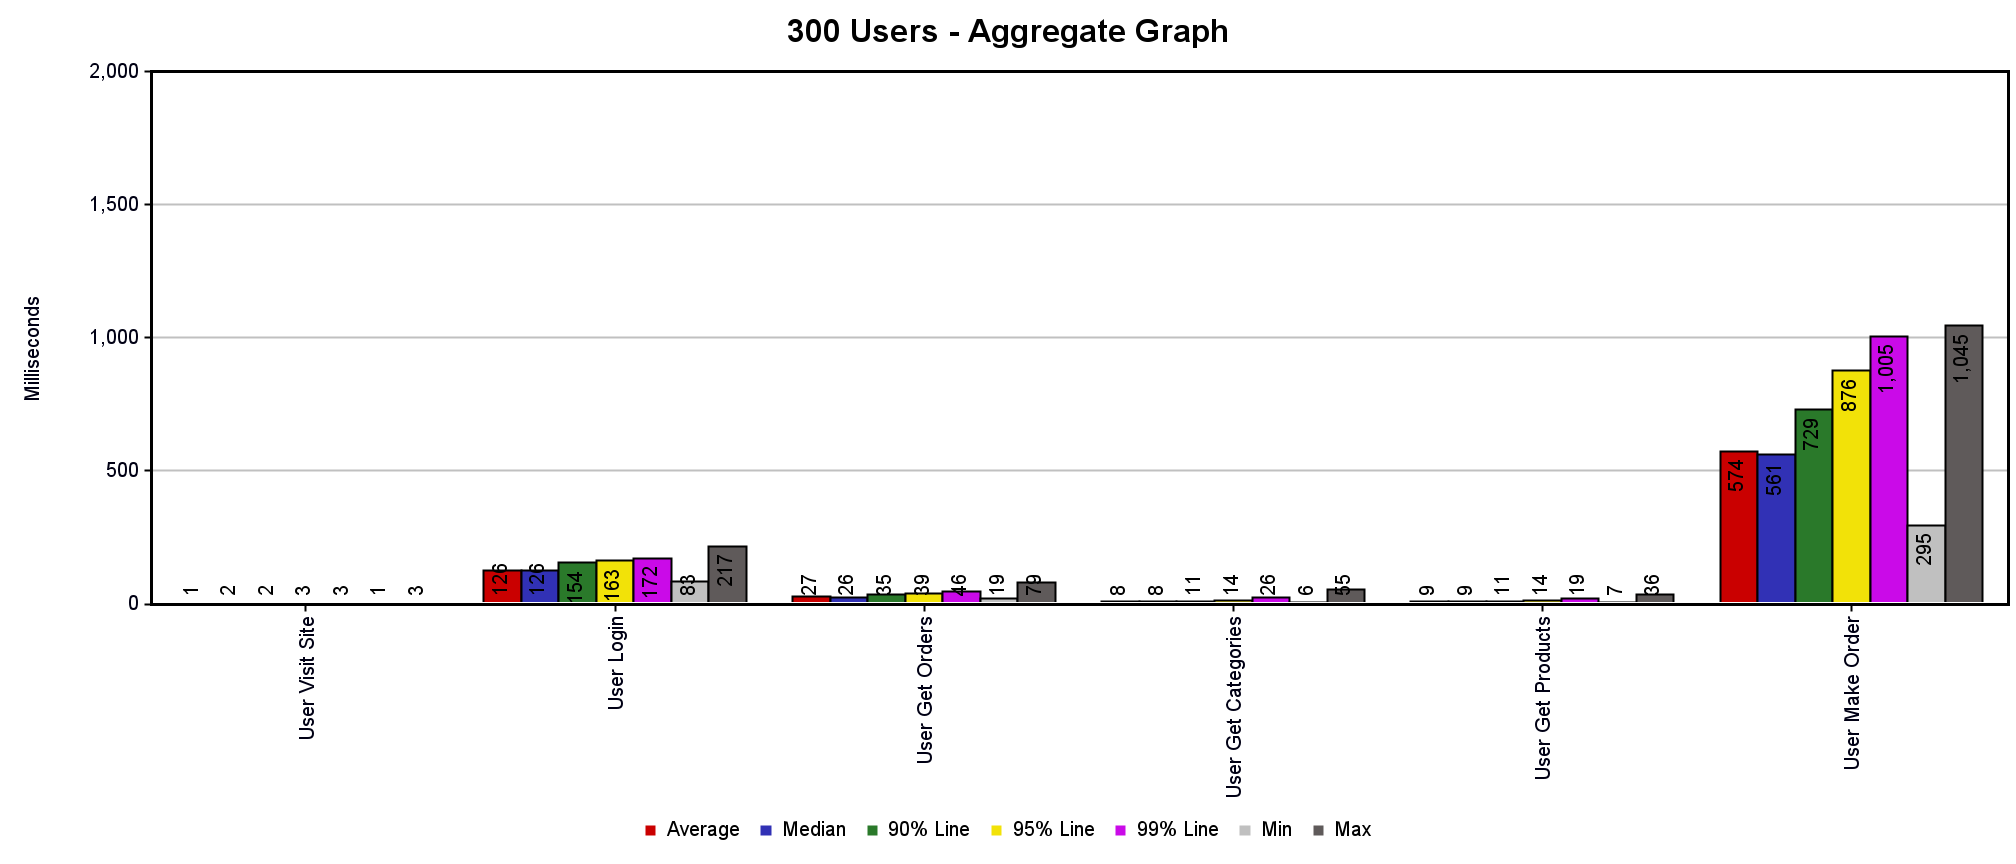 300 Users - Aggregate Graph
2,000
1,500
1,000
500
0
Milliseconds
1 2 2 3 3 1 3
126 126 154 163 172 83 217
27 26 35 39 46 19 79
8 8 11 14 26 6 55
9 9 11 14 19 7 36
574 561 729 876 1,005 295 1,045
User Visit Site
User Login
User Get Orders
User Get Categories
User Get Products
User Make Order
Average Median 90% Line 95% Line 99% Line Min Max